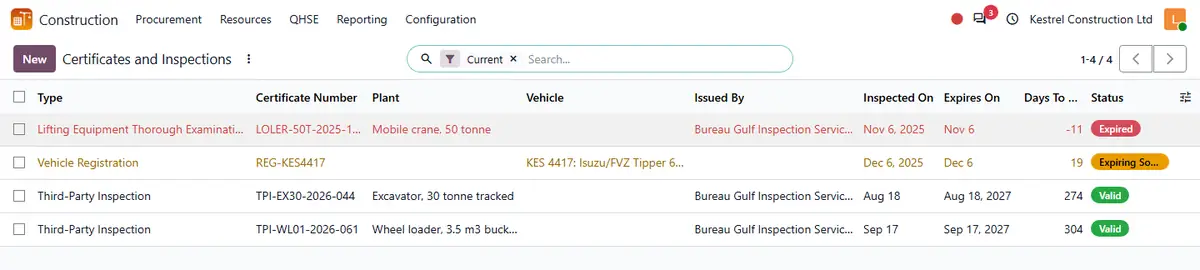 Construction Procurement Resources QHSE Reporting Configuration 3 Kestrel Construction Ltd L
New Certificates and Inspections Current × Search... 1-4 / 4
Type Certificate Number Plant Vehicle Issued By Inspected On Expires On Days To ... Status
Lifting Equipment Thorough Examinati... LOLER-50T-2025-1... Mobile crane, 50 tonne Bureau Gulf Inspection Servic... Nov 6, 2025 Nov 6 -11 Expired
Vehicle Registration REG-KES4417 KES 4417: Isuzu/FVZ Tipper 6... Dec 6, 2025 Dec 6 19 Expiring So...
Third-Party Inspection TPI-EX30-2026-044 Excavator, 30 tonne tracked Bureau Gulf Inspection Servic... Aug 18 Aug 18, 2027 274 Valid
Third-Party Inspection TPI-WL01-2026-061 Wheel loader, 3.5 m3 buck... Bureau Gulf Inspection Servic... Sep 17 Sep 17, 2027 304 Valid